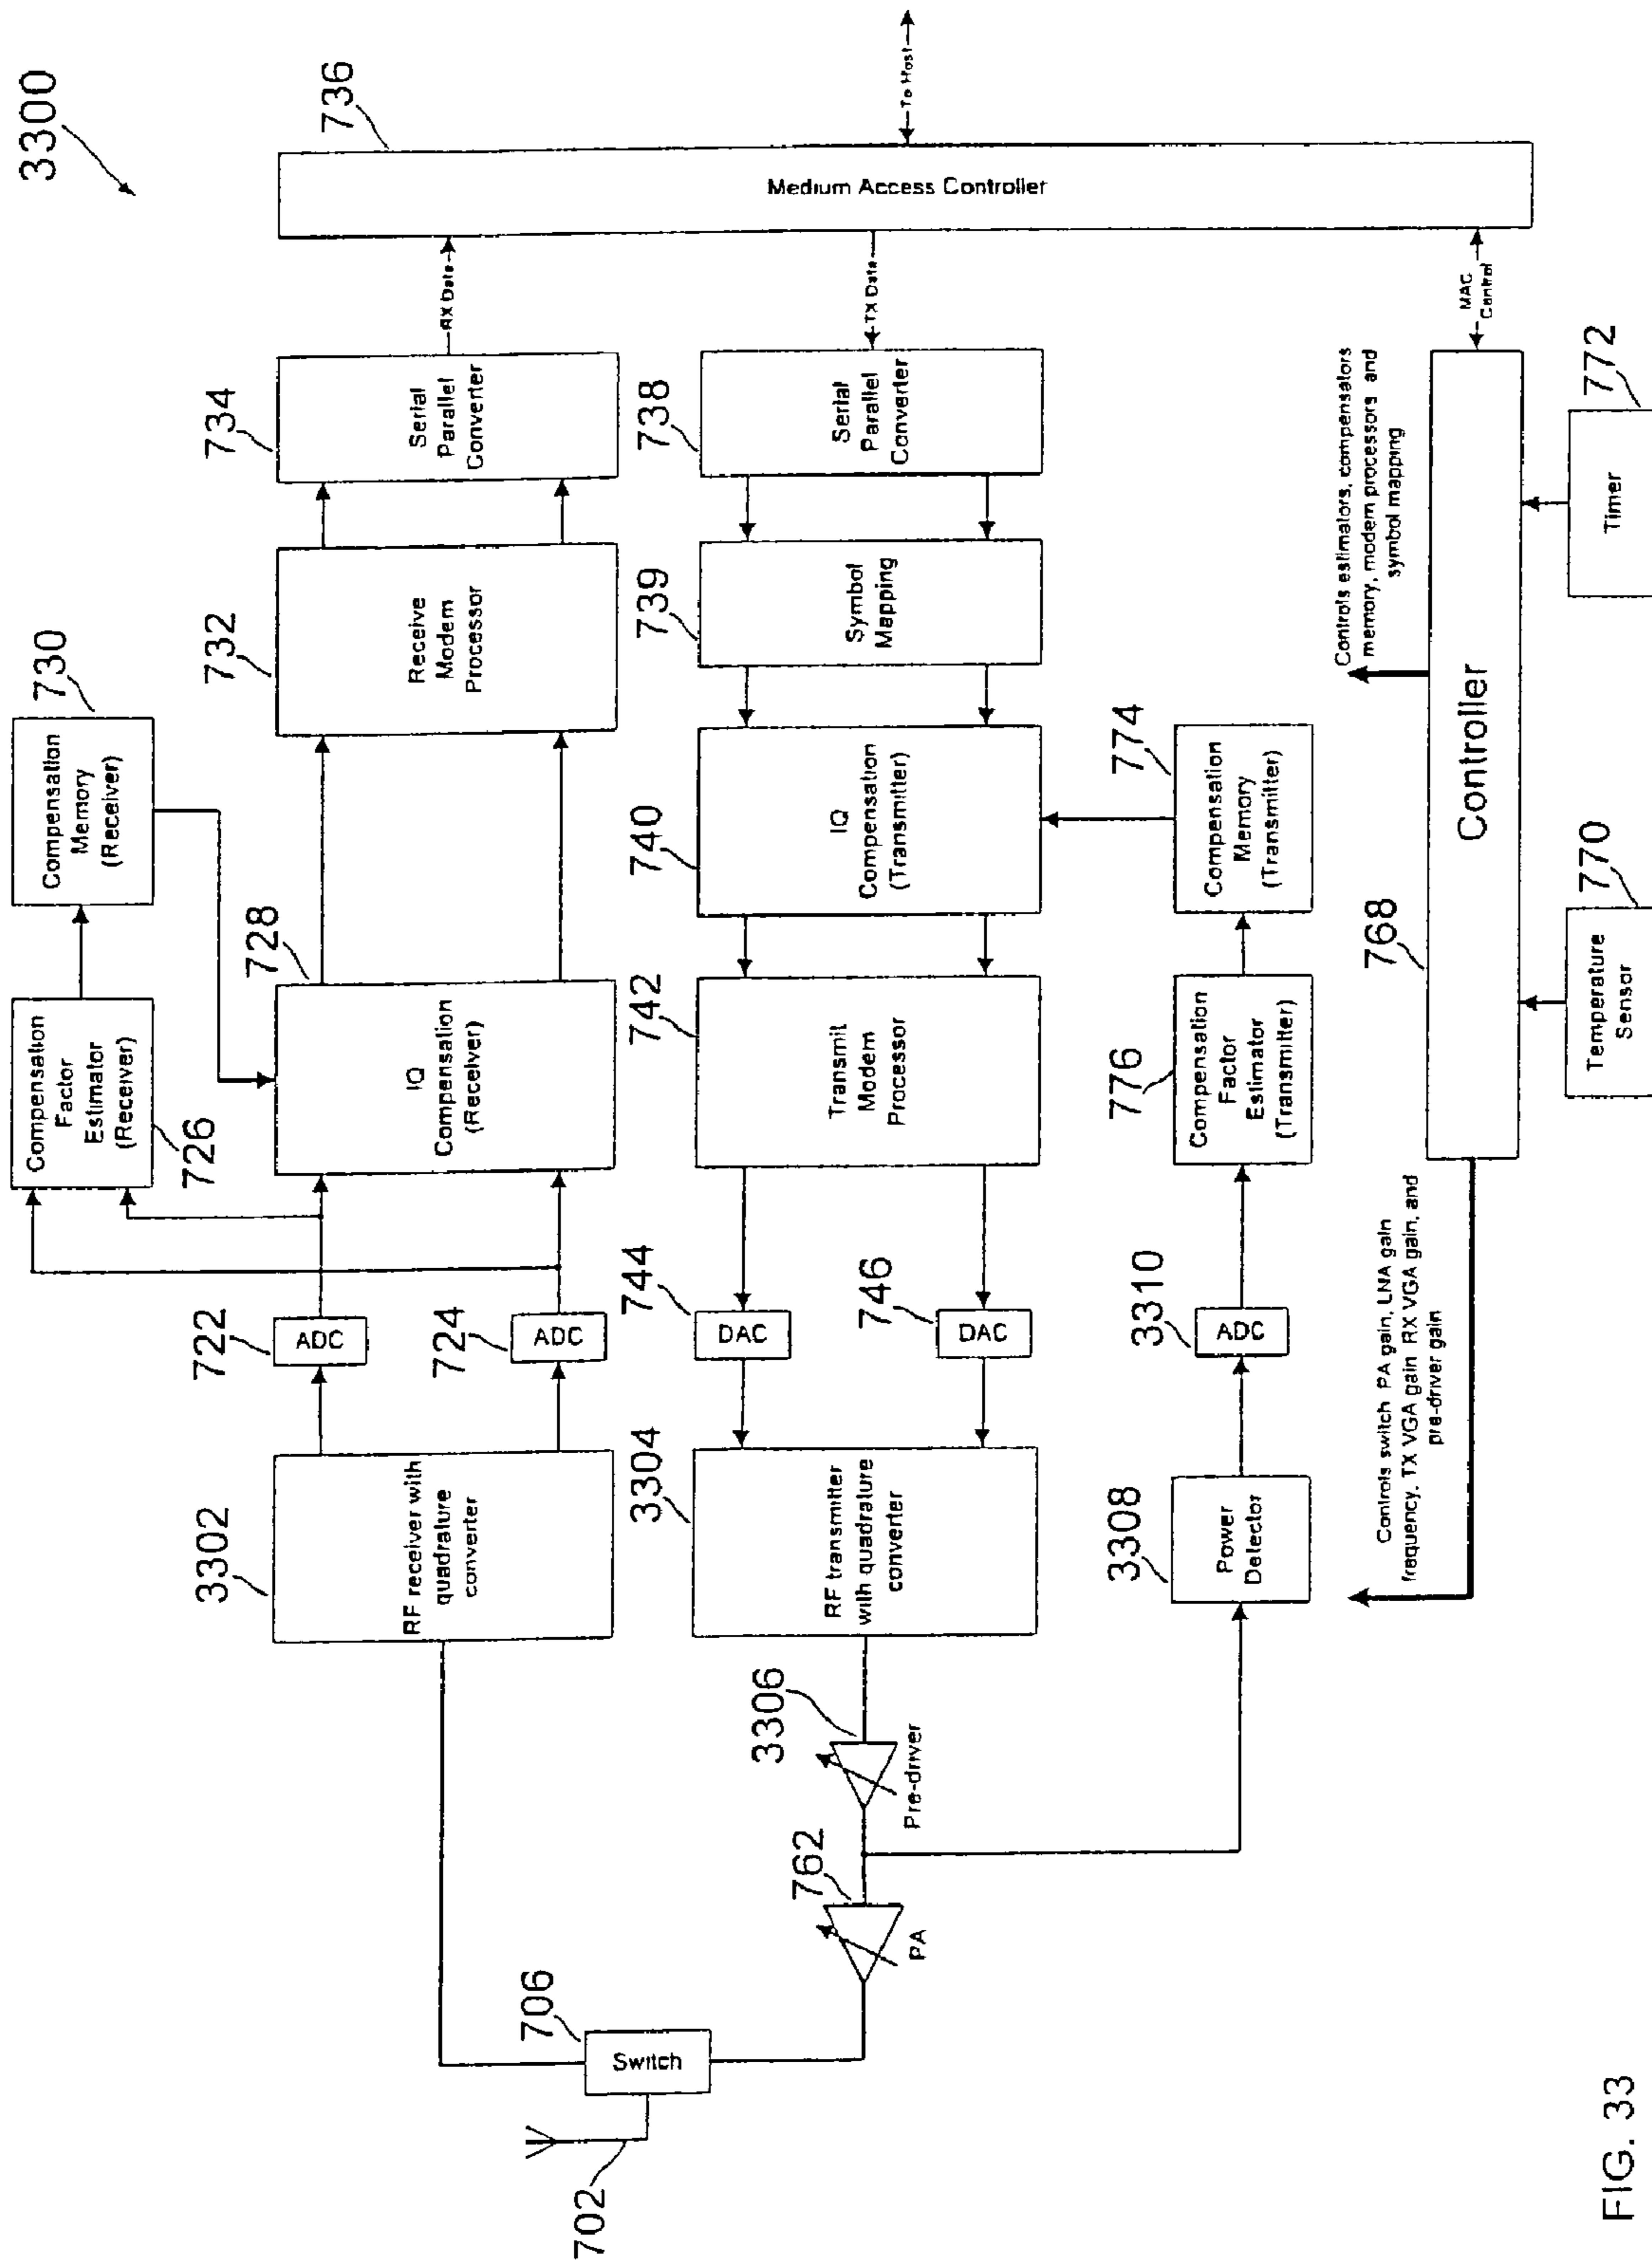 3300
730
Compensation
Memory
(Receiver)
Compensation
Factor
Estimator
(Receiver)
726
736
Medium Access Controller
To Host
734
Serial
Parallel
Converter
RX Data
732
Receive
Modem
Processor
728
IQ
Compensation
(Receiver)
722
ADC
724
ADC
3302
RF receiver with
quadrature
converter
738
Serial
Parallel
Converter
TX Data
739
Symbol
Mapping
740
IQ
Compensation
(Transmitter)
742
Transmit
Modem
Processor
744
DAC
746
DAC
3304
RF transmitter
with quadrature
converter
3306
Pre-driver
762
PA
706
Switch
702
774
Compensation
Memory
(Transmitter)
776
Compensation
Factor
Estimator
(Transmitter)
3310
ADC
3308
Power
Detector
MAC
Control
Controls estimators, compensators
memory, modem processors and
symbol mapping
Controls switch PA gain, LNA gain
frequency, TX VGA gain RX VGA gain, and
pre-driver gain
768
Controller
772
Timer
770
Temperature
Sensor
FIG. 33